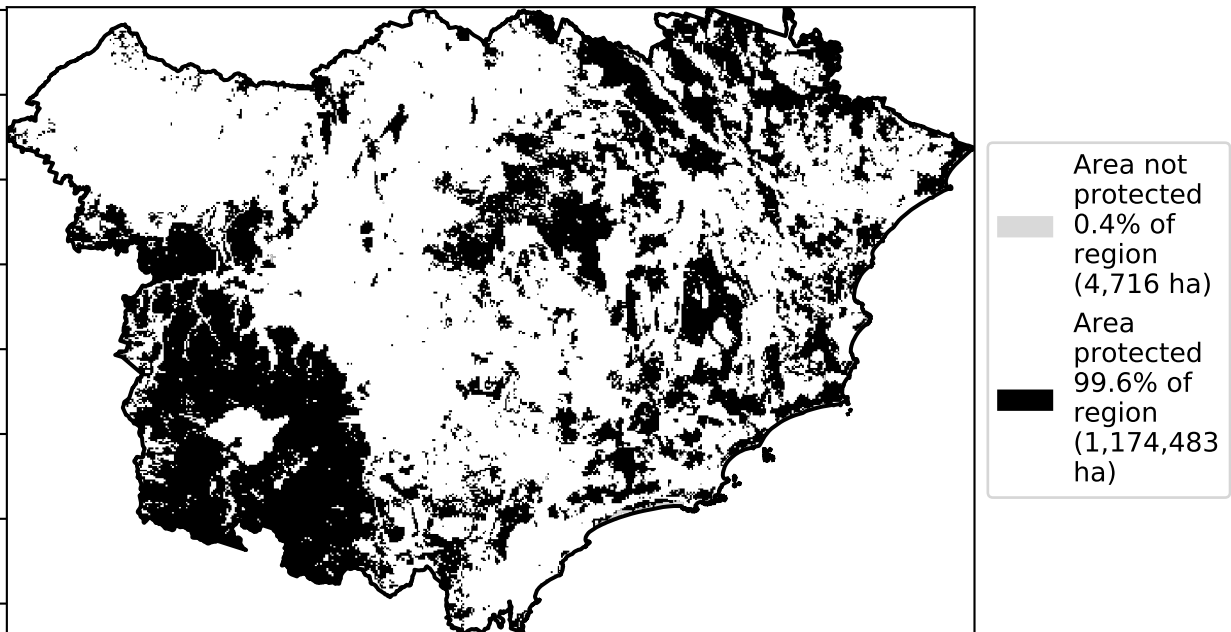 Area not
protected
0.4% of
region
(4,716 ha)
Area
protected
99.6% of
region
(1,174,483
ha)